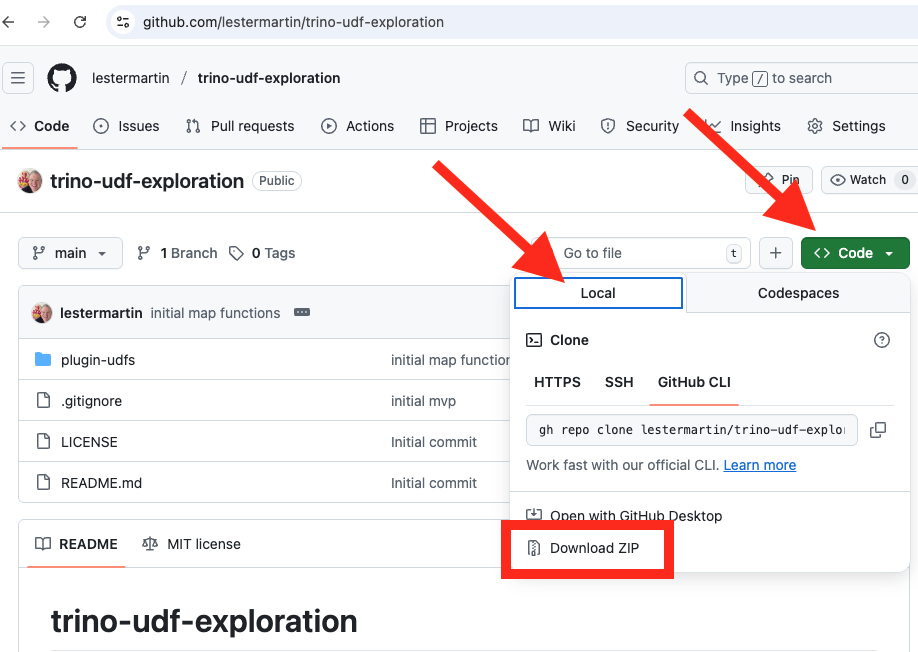 github.com/lestermartin/trino-udf-exploration
lestermartin / trino-udf-exploration
Type / to search
Code Issues Pull requests Actions Projects Wiki Security Insights Settings
trino-udf-exploration Public
Pin Watch 0
main 1 Branch 0 Tags
Go to file t
+ <> Code
Local Codespaces
lestermartin initial map functions
Clone
plugin-udfs initial map function
HTTPS SSH GitHub CLI
.gitignore initial mvp
gh repo clone lestermartin/trino-udf-explor
LICENSE Initial commit
Work fast with our official CLI. Learn more
README.md Initial commit
Open with GitHub Desktop
Download ZIP
README MIT license
trino-udf-exploration